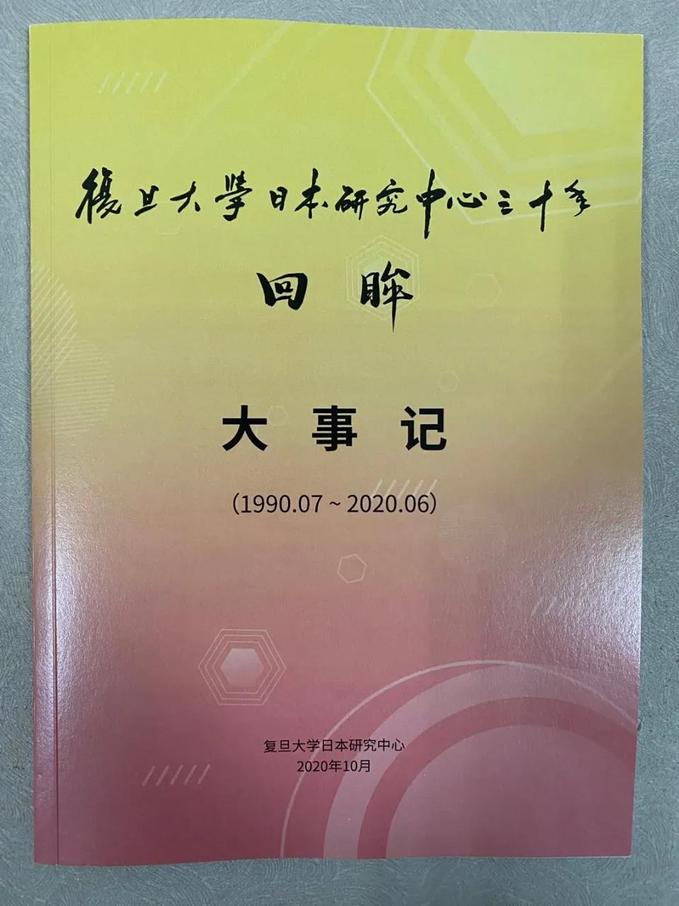 復旦大學日本研究中心三十年
回眸
大事记
（1990.07 ~ 2020.06）
复旦大学日本研究中心
2020年10月